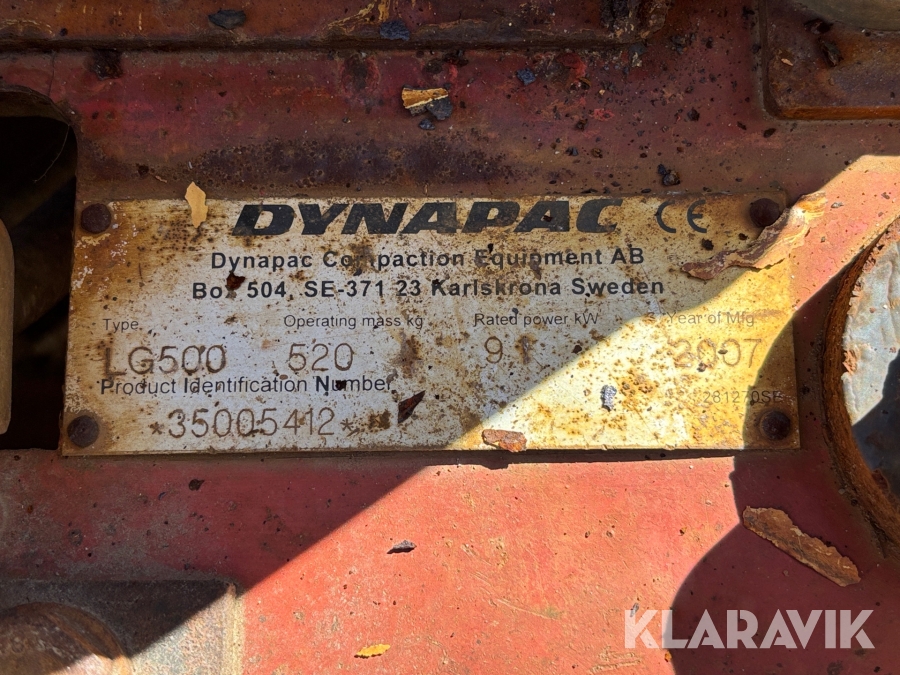 DYNAPAC CE
Dynapac Compaction Equipment AB
Box 504, SE-371 23 Karlskrona Sweden
Type Operating mass kg Rated power kW Year of Mfg
LG500 520 2007
Product Identification Number
*35005412*
KLARAVIK